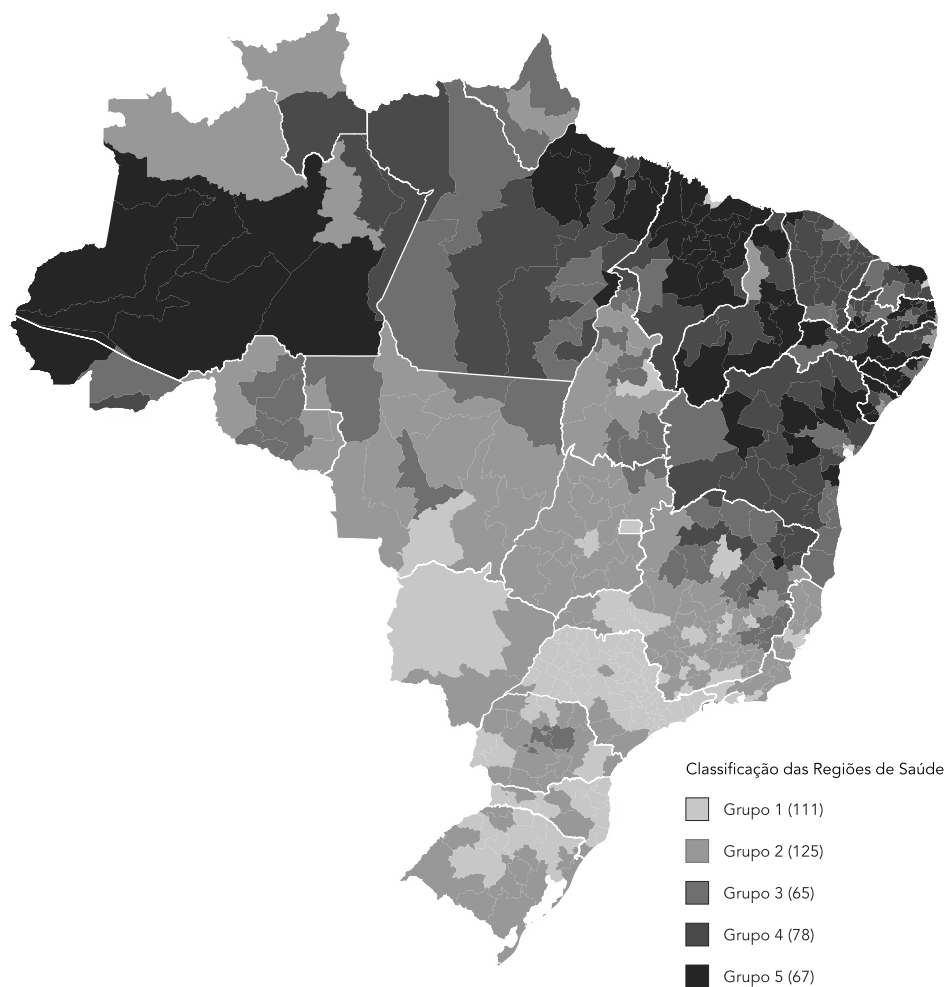 Classificação das Regiões de Saúde
Grupo 1 (111)
Grupo 2 (125)
Grupo 3 (65)
Grupo 4 (78)
Grupo 5 (67)